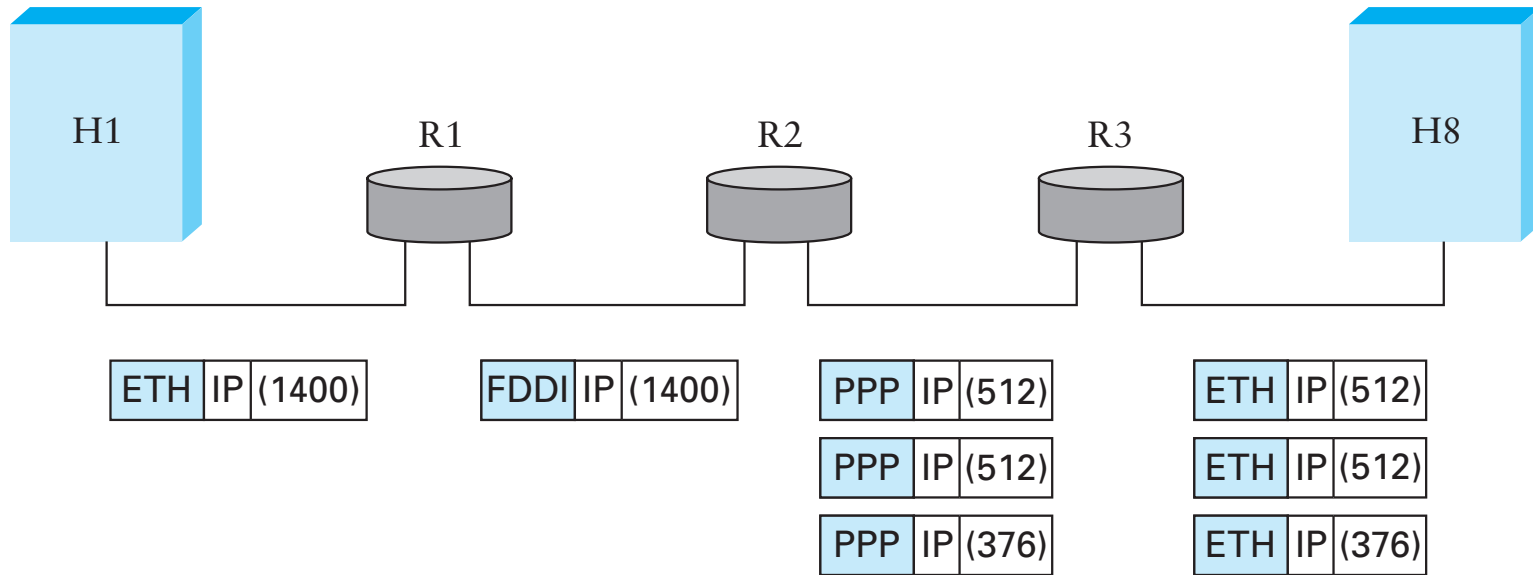 H1
R1
R2
R3
H8
ETH IP (1400)
FDDI IP (1400)
PPP IP (512)
ETH IP (512)
PPP IP (512)
ETH IP (512)
PPP IP (376)
ETH IP (376)